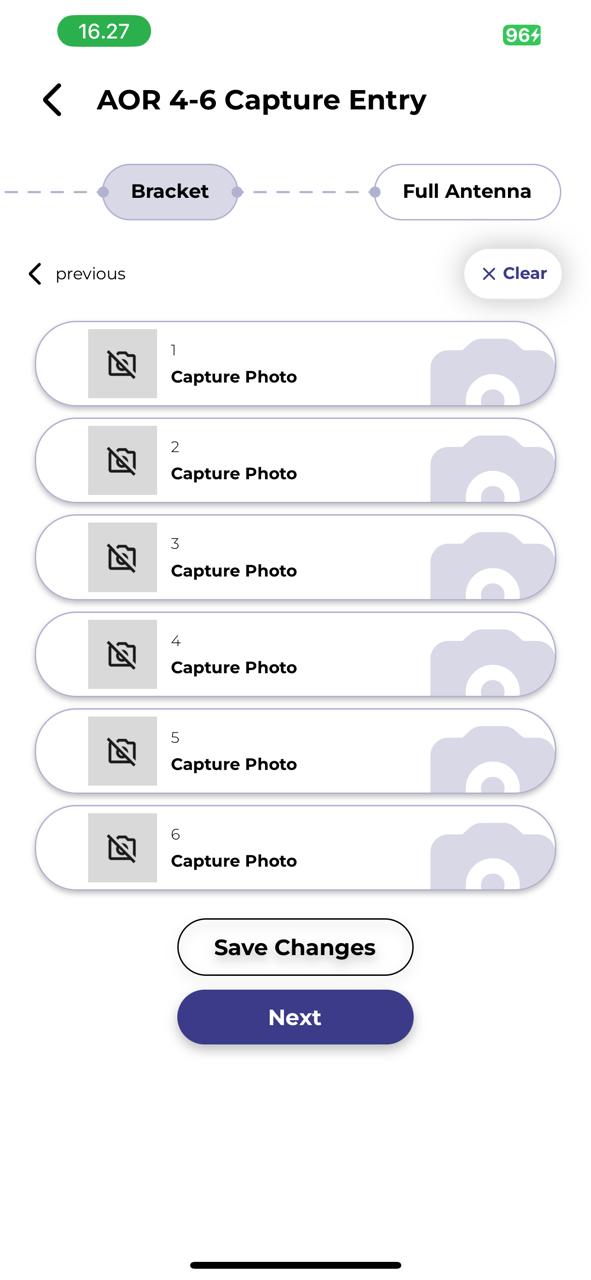 16.27
96
AOR 4-6 Capture Entry
Bracket
Full Antenna
previous
Clear
1
Capture Photo
2
Capture Photo
3
Capture Photo
4
Capture Photo
5
Capture Photo
6
Capture Photo
Save Changes
Next